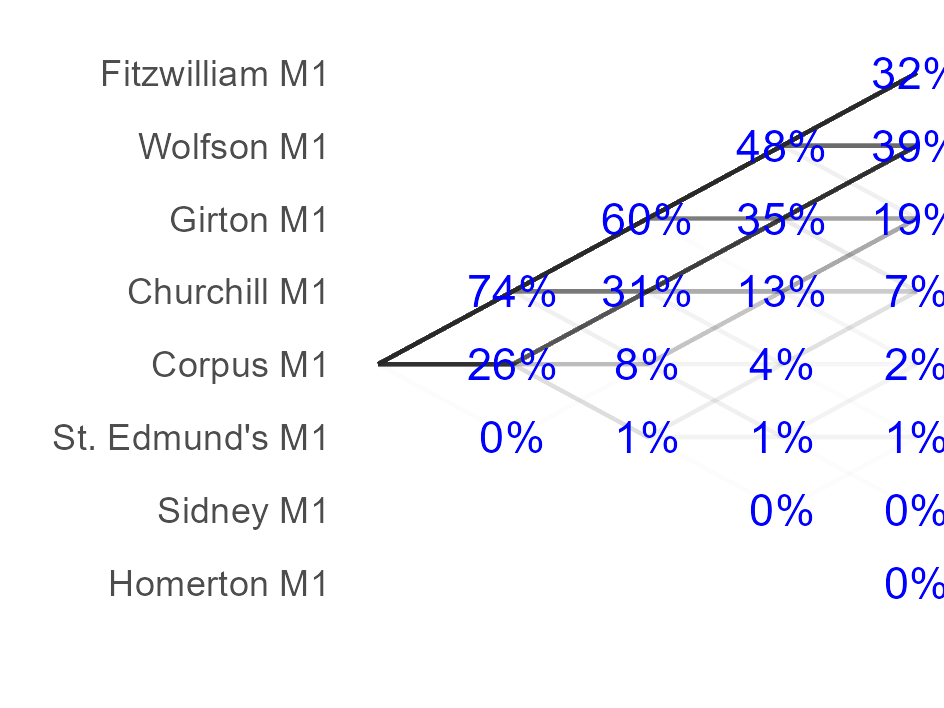 Fitzwilliam M1 32%
Wolfson M1 48% 39%
Girton M1 60% 35% 19%
Churchill M1 74% 31% 13% 7%
Corpus M1 26% 8% 4% 2%
St. Edmund's M1 0% 1% 1% 1%
Sidney M1 0% 0%
Homerton M1 0%